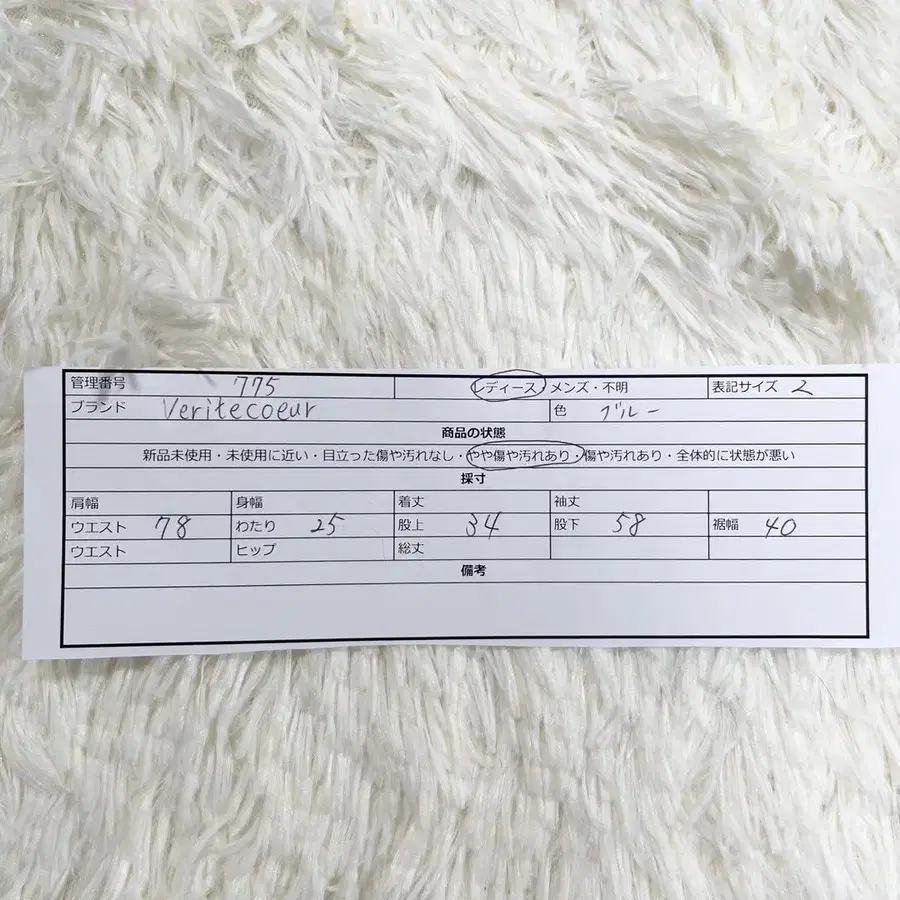 管理番号 775 レディース・メンズ・不明 表記サイズ 2
ブランド Veritecoeur 色 ブルー
商品の状態
新品未使用・未使用に近い・目立った傷や汚れなし・やや傷や汚れあり・傷や汚れあり・全体的に状態が悪い
採寸
肩幅 身幅 着丈 袖丈
ウエスト 78 わたり 25 股上 34 股下 58 裾幅 40
ウエスト ヒップ 総丈
備考